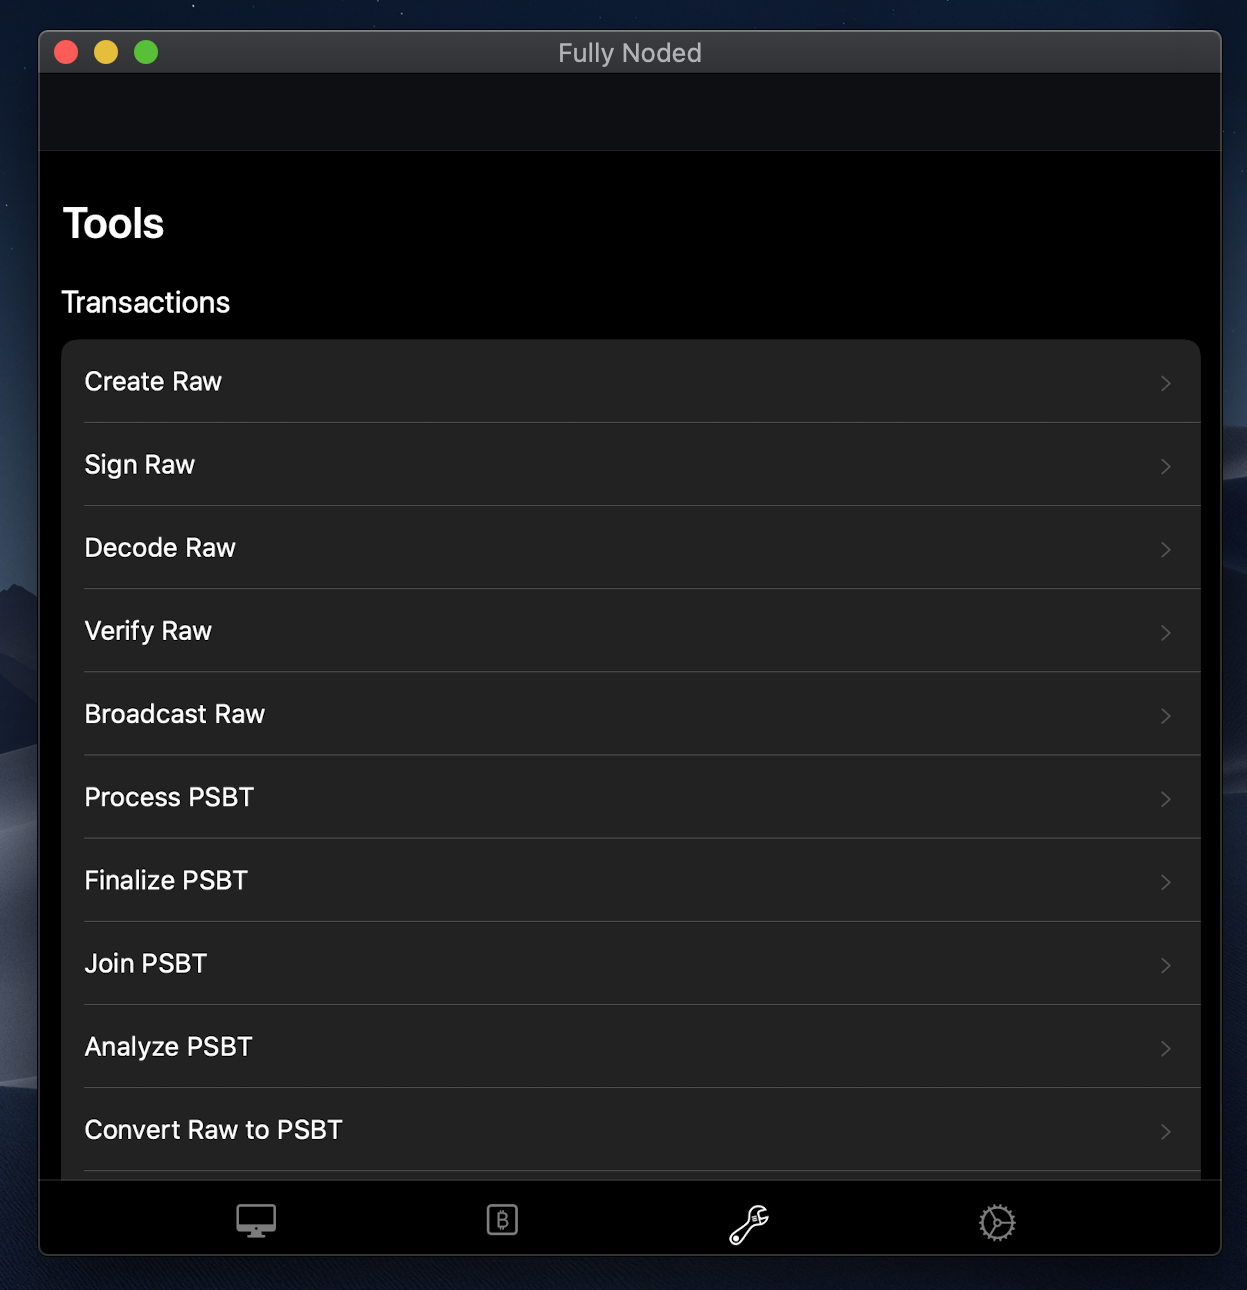 Fully Noded
Tools
Transactions
Create Raw
Sign Raw
Decode Raw
Verify Raw
Broadcast Raw
Process PSBT
Finalize PSBT
Join PSBT
Analyze PSBT
Convert Raw to PSBT